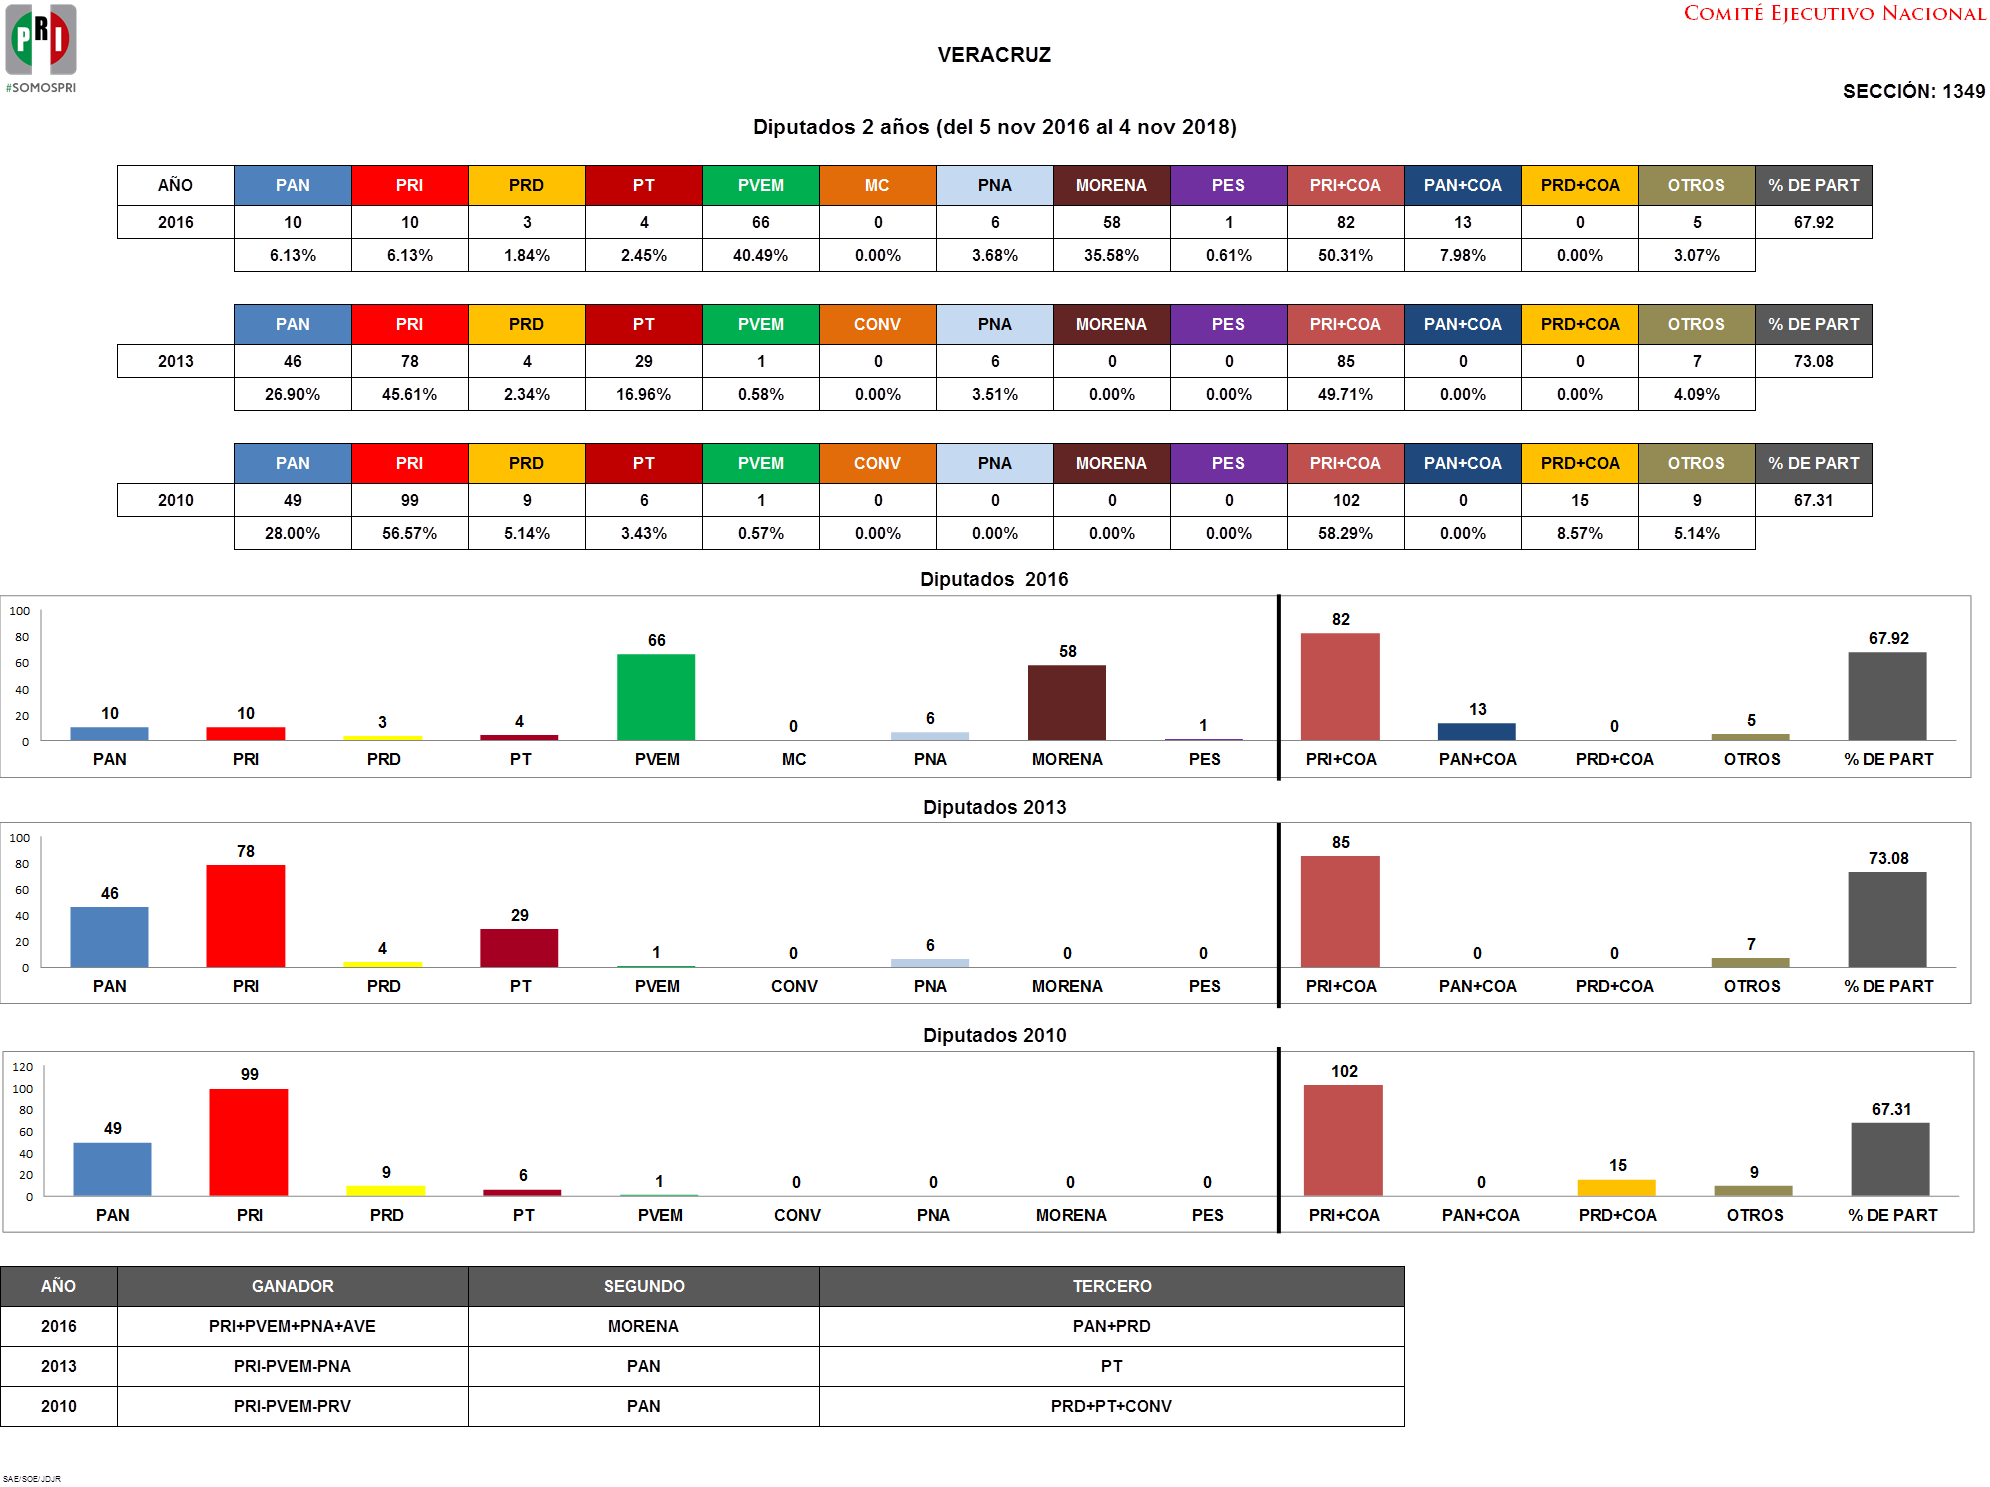 PRI
#SOMOSPRI
COMITÉ EJECUTIVO NACIONAL
VERACRUZ
SECCIÓN: 1349
Diputados 2 años (del 5 nov 2016 al 4 nov 2018)
AÑO PAN PRI PRD PT PVEM MC PNA MORENA PES PRI+COA PAN+COA PRD+COA OTROS % DE PART
2016 10 10 3 4 66 0 6 58 1 82 13 0 5 67.92
6.13% 6.13% 1.84% 2.45% 40.49% 0.00% 3.68% 35.58% 0.61% 50.31% 7.98% 0.00% 3.07%
PAN PRI PRD PT PVEM CONV PNA MORENA PES PRI+COA PAN+COA PRD+COA OTROS % DE PART
2013 46 78 4 29 1 0 6 0 0 85 0 0 7 73.08
26.90% 45.61% 2.34% 16.96% 0.58% 0.00% 3.51% 0.00% 0.00% 49.71% 0.00% 0.00% 4.09%
PAN PRI PRD PT PVEM CONV PNA MORENA PES PRI+COA PAN+COA PRD+COA OTROS % DE PART
2010 49 99 9 6 1 0 0 0 0 102 0 15 9 67.31
28.00% 56.57% 5.14% 3.43% 0.57% 0.00% 0.00% 0.00% 0.00% 58.29% 0.00% 8.57% 5.14%
Diputados 2016
100
80
60
40
20
0
10 10 3 4 66 0 6 58 1 82 13 0 5 67.92
PAN PRI PRD PT PVEM MC PNA MORENA PES PRI+COA PAN+COA PRD+COA OTROS % DE PART
Diputados 2013
100
80
60
40
20
0
46 78 4 29 1 0 6 0 0 85 0 0 7 73.08
PAN PRI PRD PT PVEM CONV PNA MORENA PES PRI+COA PAN+COA PRD+COA OTROS % DE PART
Diputados 2010
120
100
80
60
40
20
0
49 99 9 6 1 0 0 0 0 102 0 15 9 67.31
PAN PRI PRD PT PVEM CONV PNA MORENA PES PRI+COA PAN+COA PRD+COA OTROS % DE PART
AÑO GANADOR SEGUNDO TERCERO
2016 PRI+PVEM+PNA+AVE MORENA PAN+PRD
2013 PRI-PVEM-PNA PAN PT
2010 PRI-PVEM-PRV PAN PRD+PT+CONV
SAE/SOE/JDJR